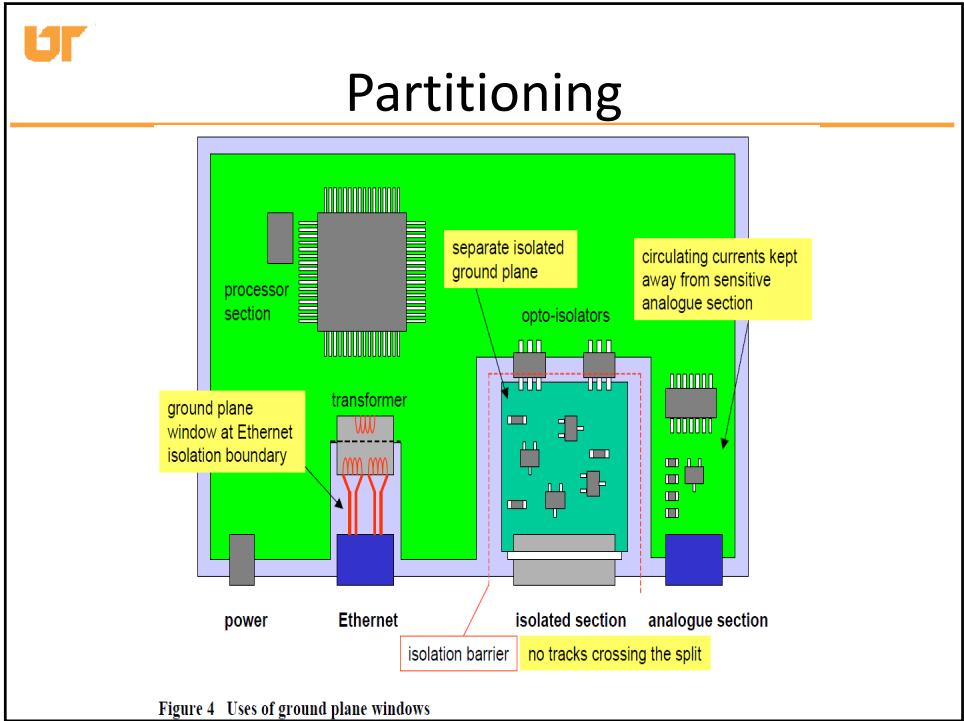 UT
Partitioning
separate isolated
ground plane
circulating currents kept
away from sensitive
analogue section
processor
section
opto-isolators
transformer
ground plane
window at Ethernet
isolation boundary
power
Ethernet
isolated section
analogue section
isolation barrier
no tracks crossing the split
Figure 4 Uses of ground plane windows